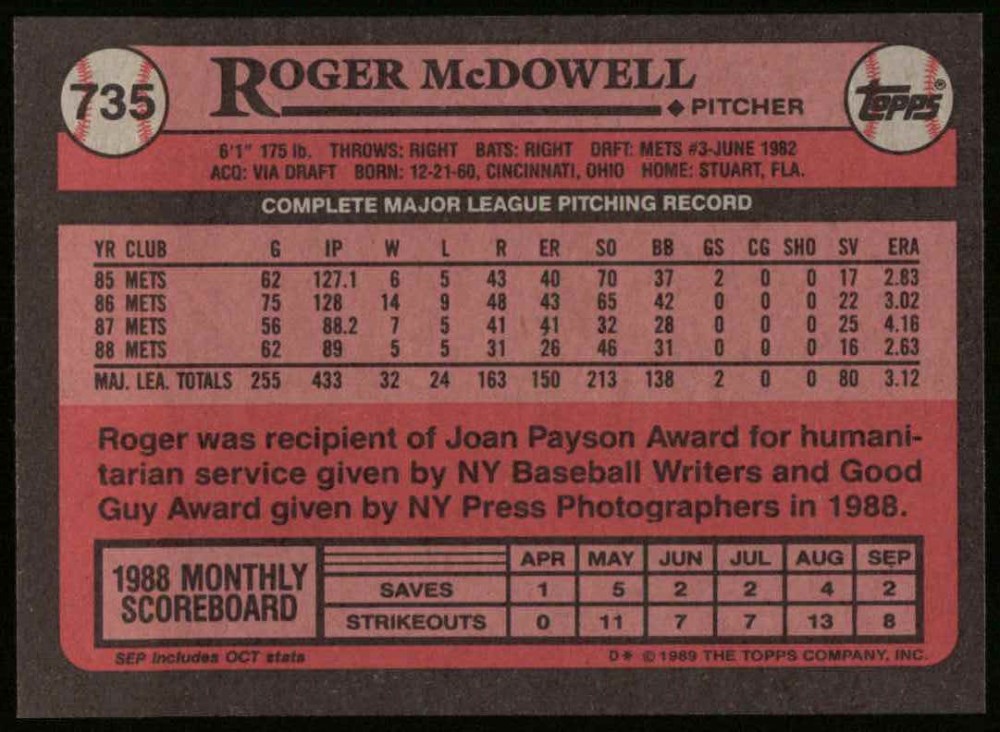 735
ROGER McDOWELL
◆ PITCHER
Topps®
6'1" 175 lb. THROWS: RIGHT BATS: RIGHT DRFT: METS #3-JUNE 1982
ACQ: VIA DRAFT BORN: 12-21-60, CINCINNATI, OHIO HOME: STUART, FLA.
COMPLETE MAJOR LEAGUE PITCHING RECORD
YR CLUB G IP W L R ER SO BB GS CG SHO SV ERA
85 METS 62 127.1 6 5 43 40 70 37 2 0 0 17 2.83
86 METS 75 128 14 9 48 43 65 42 0 0 0 22 3.02
87 METS 56 88.2 7 5 41 41 32 28 0 0 0 25 4.16
88 METS 62 89 5 5 31 26 46 31 0 0 0 16 2.63
MAJ. LEA. TOTALS 255 433 32 24 163 150 213 138 2 0 0 80 3.12
Roger was recipient of Joan Payson Award for humani-
tarian service given by NY Baseball Writers and Good
Guy Award given by NY Press Photographers in 1988.
1988 MONTHLY
SCOREBOARD
APR MAY JUN JUL AUG SEP
SAVES 1 5 2 2 4 2
STRIKEOUTS 0 11 7 7 13 8
SEP includes OCT stats
D* © 1989 THE TOPPS COMPANY, INC.